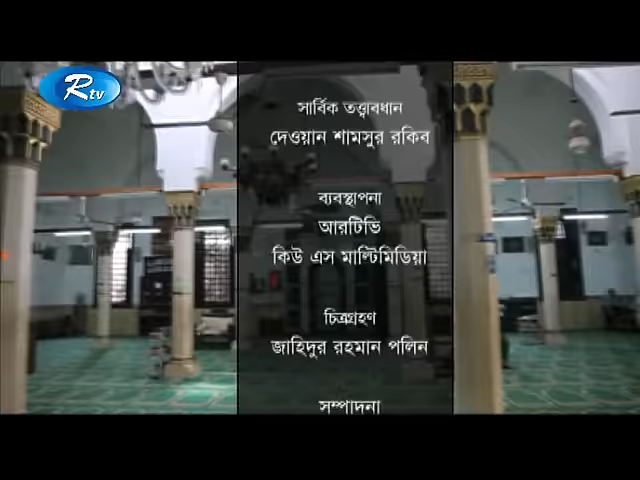 Rtv
সার্বিক তত্ত্বাবধান
দেওয়ান শামসুর রকিব
ব্যবস্থাপনা
আরটিভি
কিউ এস মাল্টিমিডিয়া
চিত্রগ্রহণ
জাহিদুর রহমান পলিন
সম্পাদনা